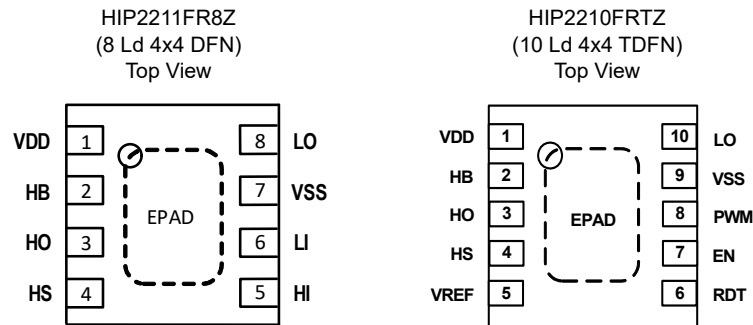 HIP2211FR8Z
(8 Ld 4x4 DFN)
Top View
VDD 1
8 LO
HB 2
7 VSS
HO 3
6 LI
HS 4
5 HI
EPAD
HIP2210FRTZ
(10 Ld 4x4 TDFN)
Top View
VDD 1
10 LO
HB 2
9 VSS
HO 3
8 PWM
HS 4
7 EN
VREF 5
6 RDT
EPAD